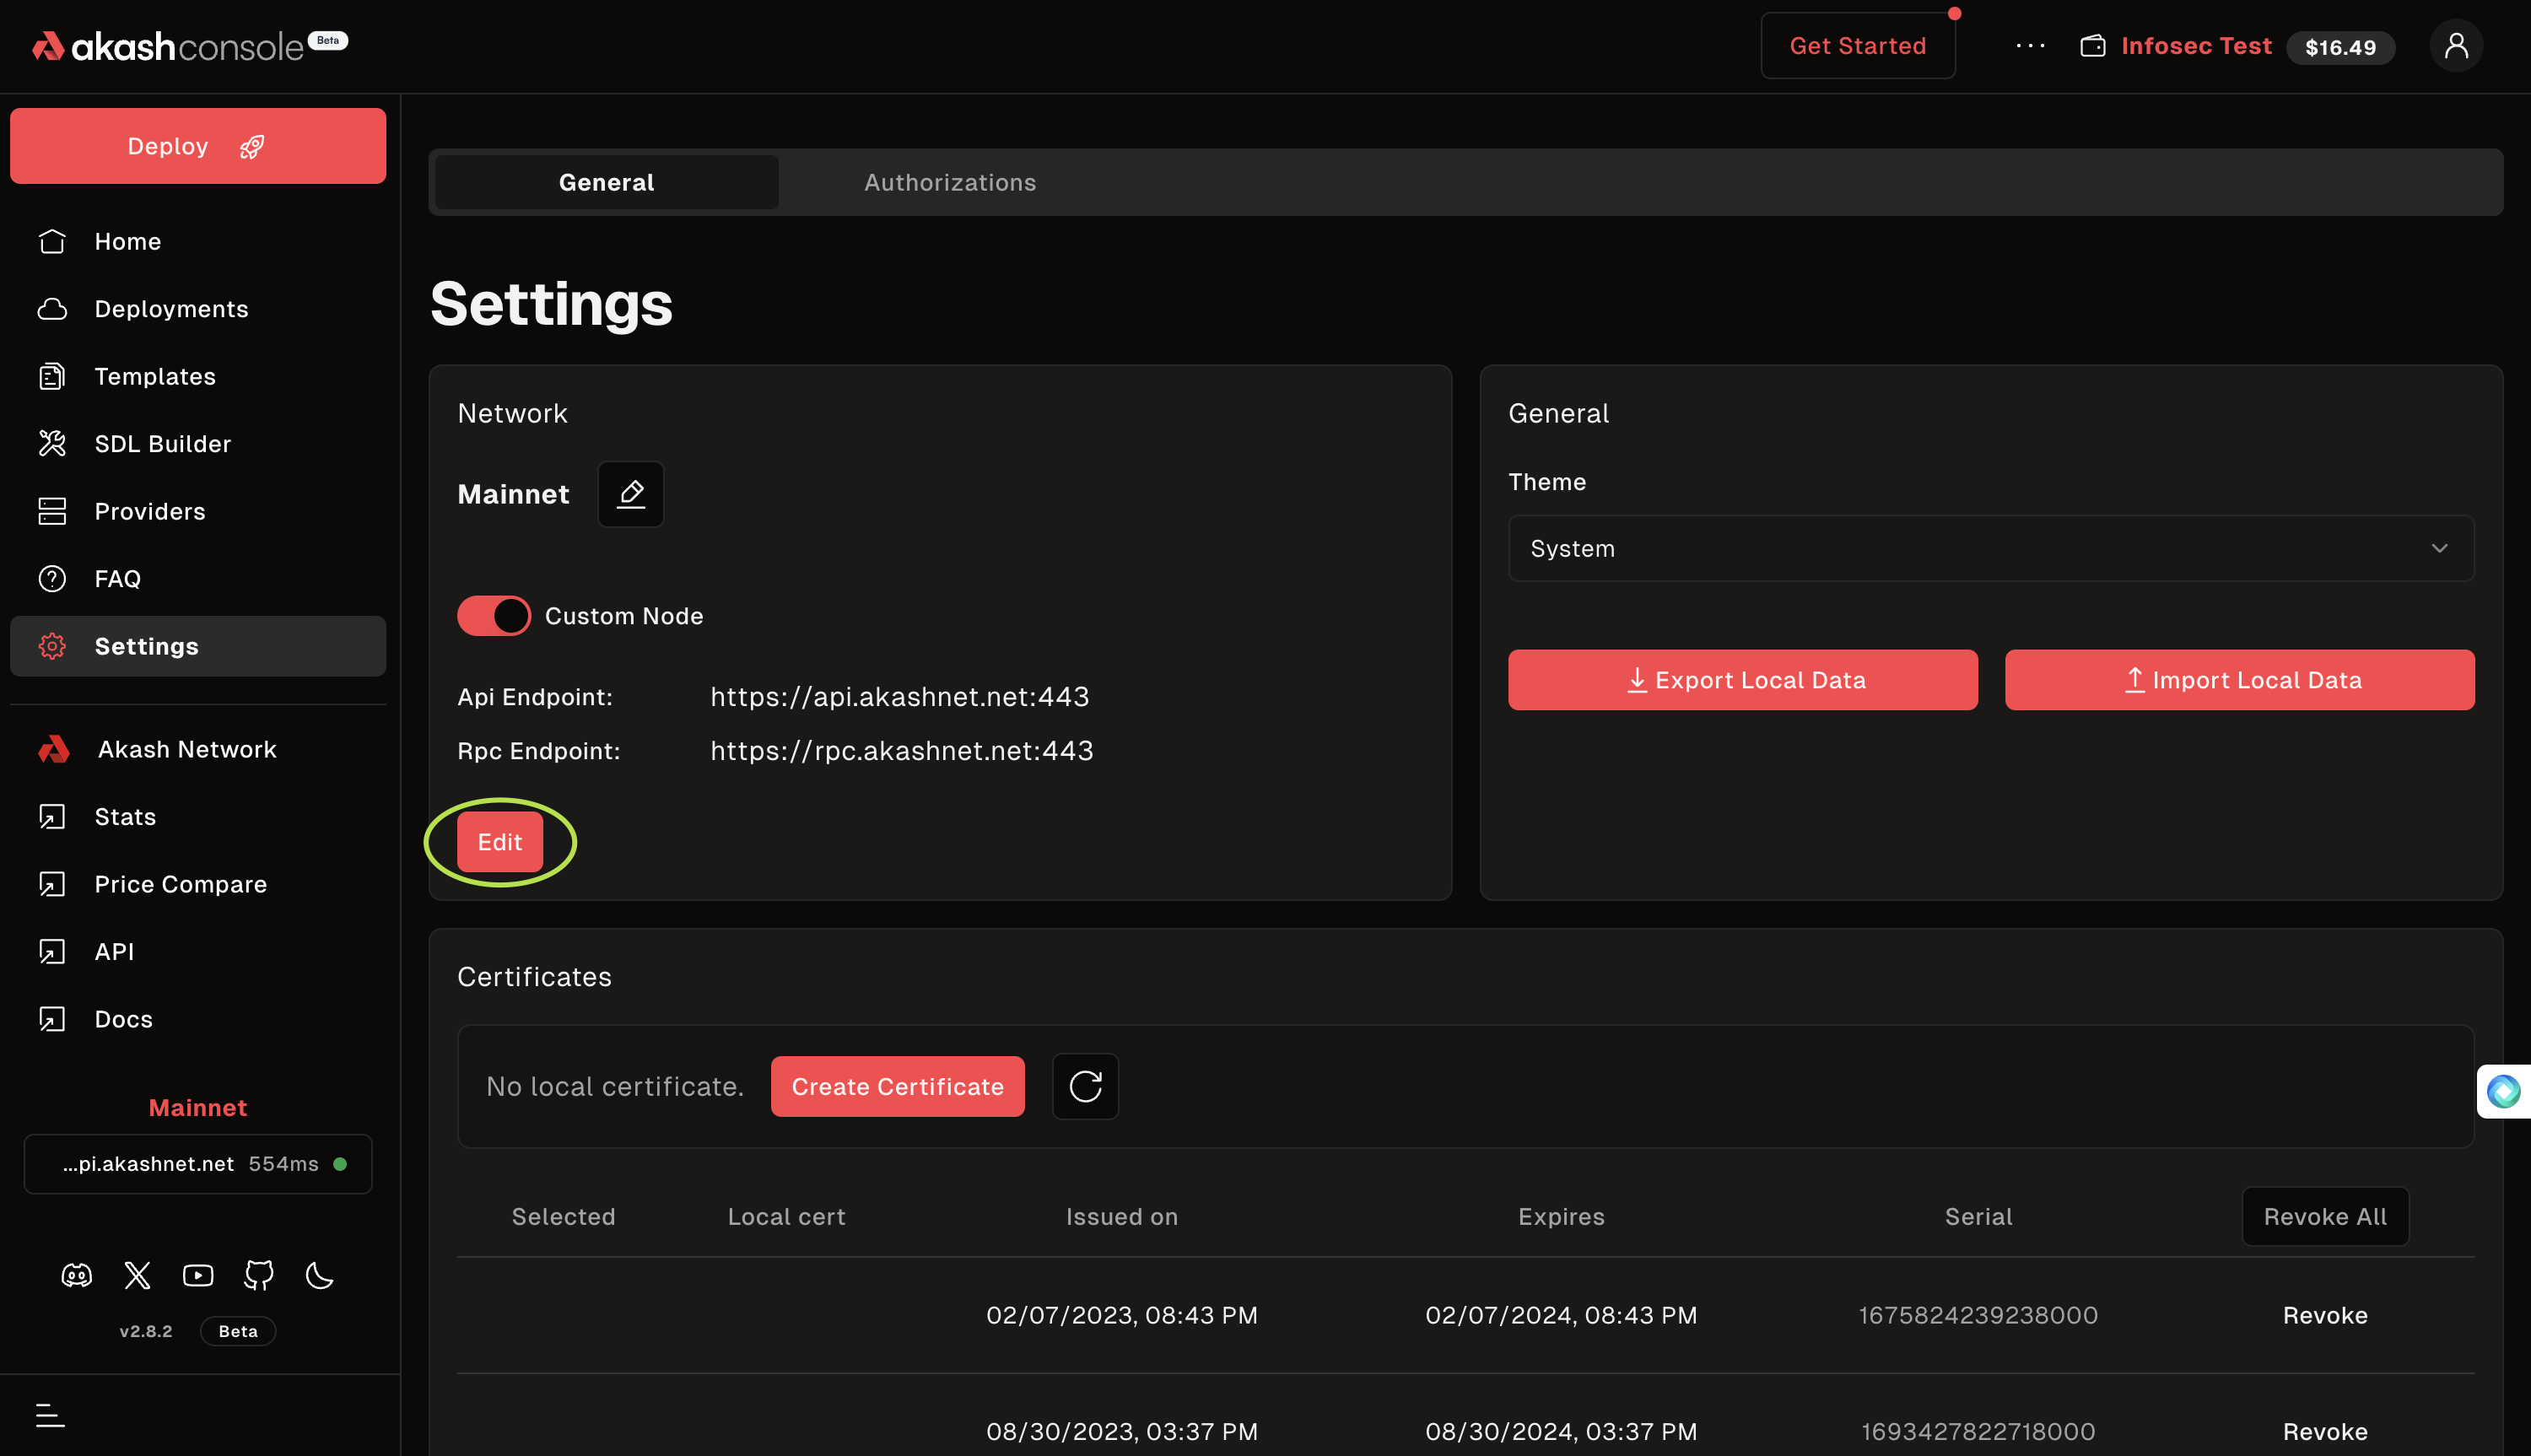 akashconsole Beta
Get Started
...
Infosec Test $16.49
Deploy
Home
Deployments
Templates
SDL Builder
Providers
FAQ
Settings
Akash Network
Stats
Price Compare
API
Docs
Mainnet
...pi.akashnet.net 554ms
v2.8.2 Beta
General Authorizations
Settings
Network
Mainnet
Custom Node
Api Endpoint: https://api.akashnet.net:443
Rpc Endpoint: https://rpc.akashnet.net:443
Edit
General
Theme
System
Export Local Data Import Local Data
Certificates
No local certificate. Create Certificate
Selected Local cert Issued on Expires Serial Revoke All
02/07/2023, 08:43 PM 02/07/2024, 08:43 PM 1675824239238000 Revoke
08/30/2023, 03:37 PM 08/30/2024, 03:37 PM 1693427822718000 Revoke